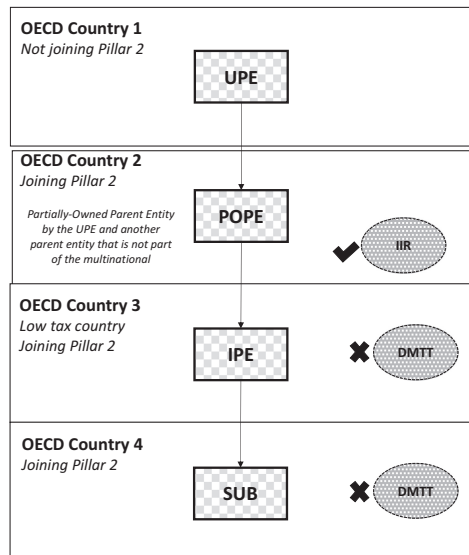 OECD Country 1
Not joining Pillar 2
UPE
OECD Country 2
Joining Pillar 2
Partially-Owned Parent Entity
by the UPE and another
parent entity that is not part
of the multinational
POPE
IIR
OECD Country 3
Low tax country
Joining Pillar 2
IPE
DMTT
OECD Country 4
Joining Pillar 2
SUB
DMTT